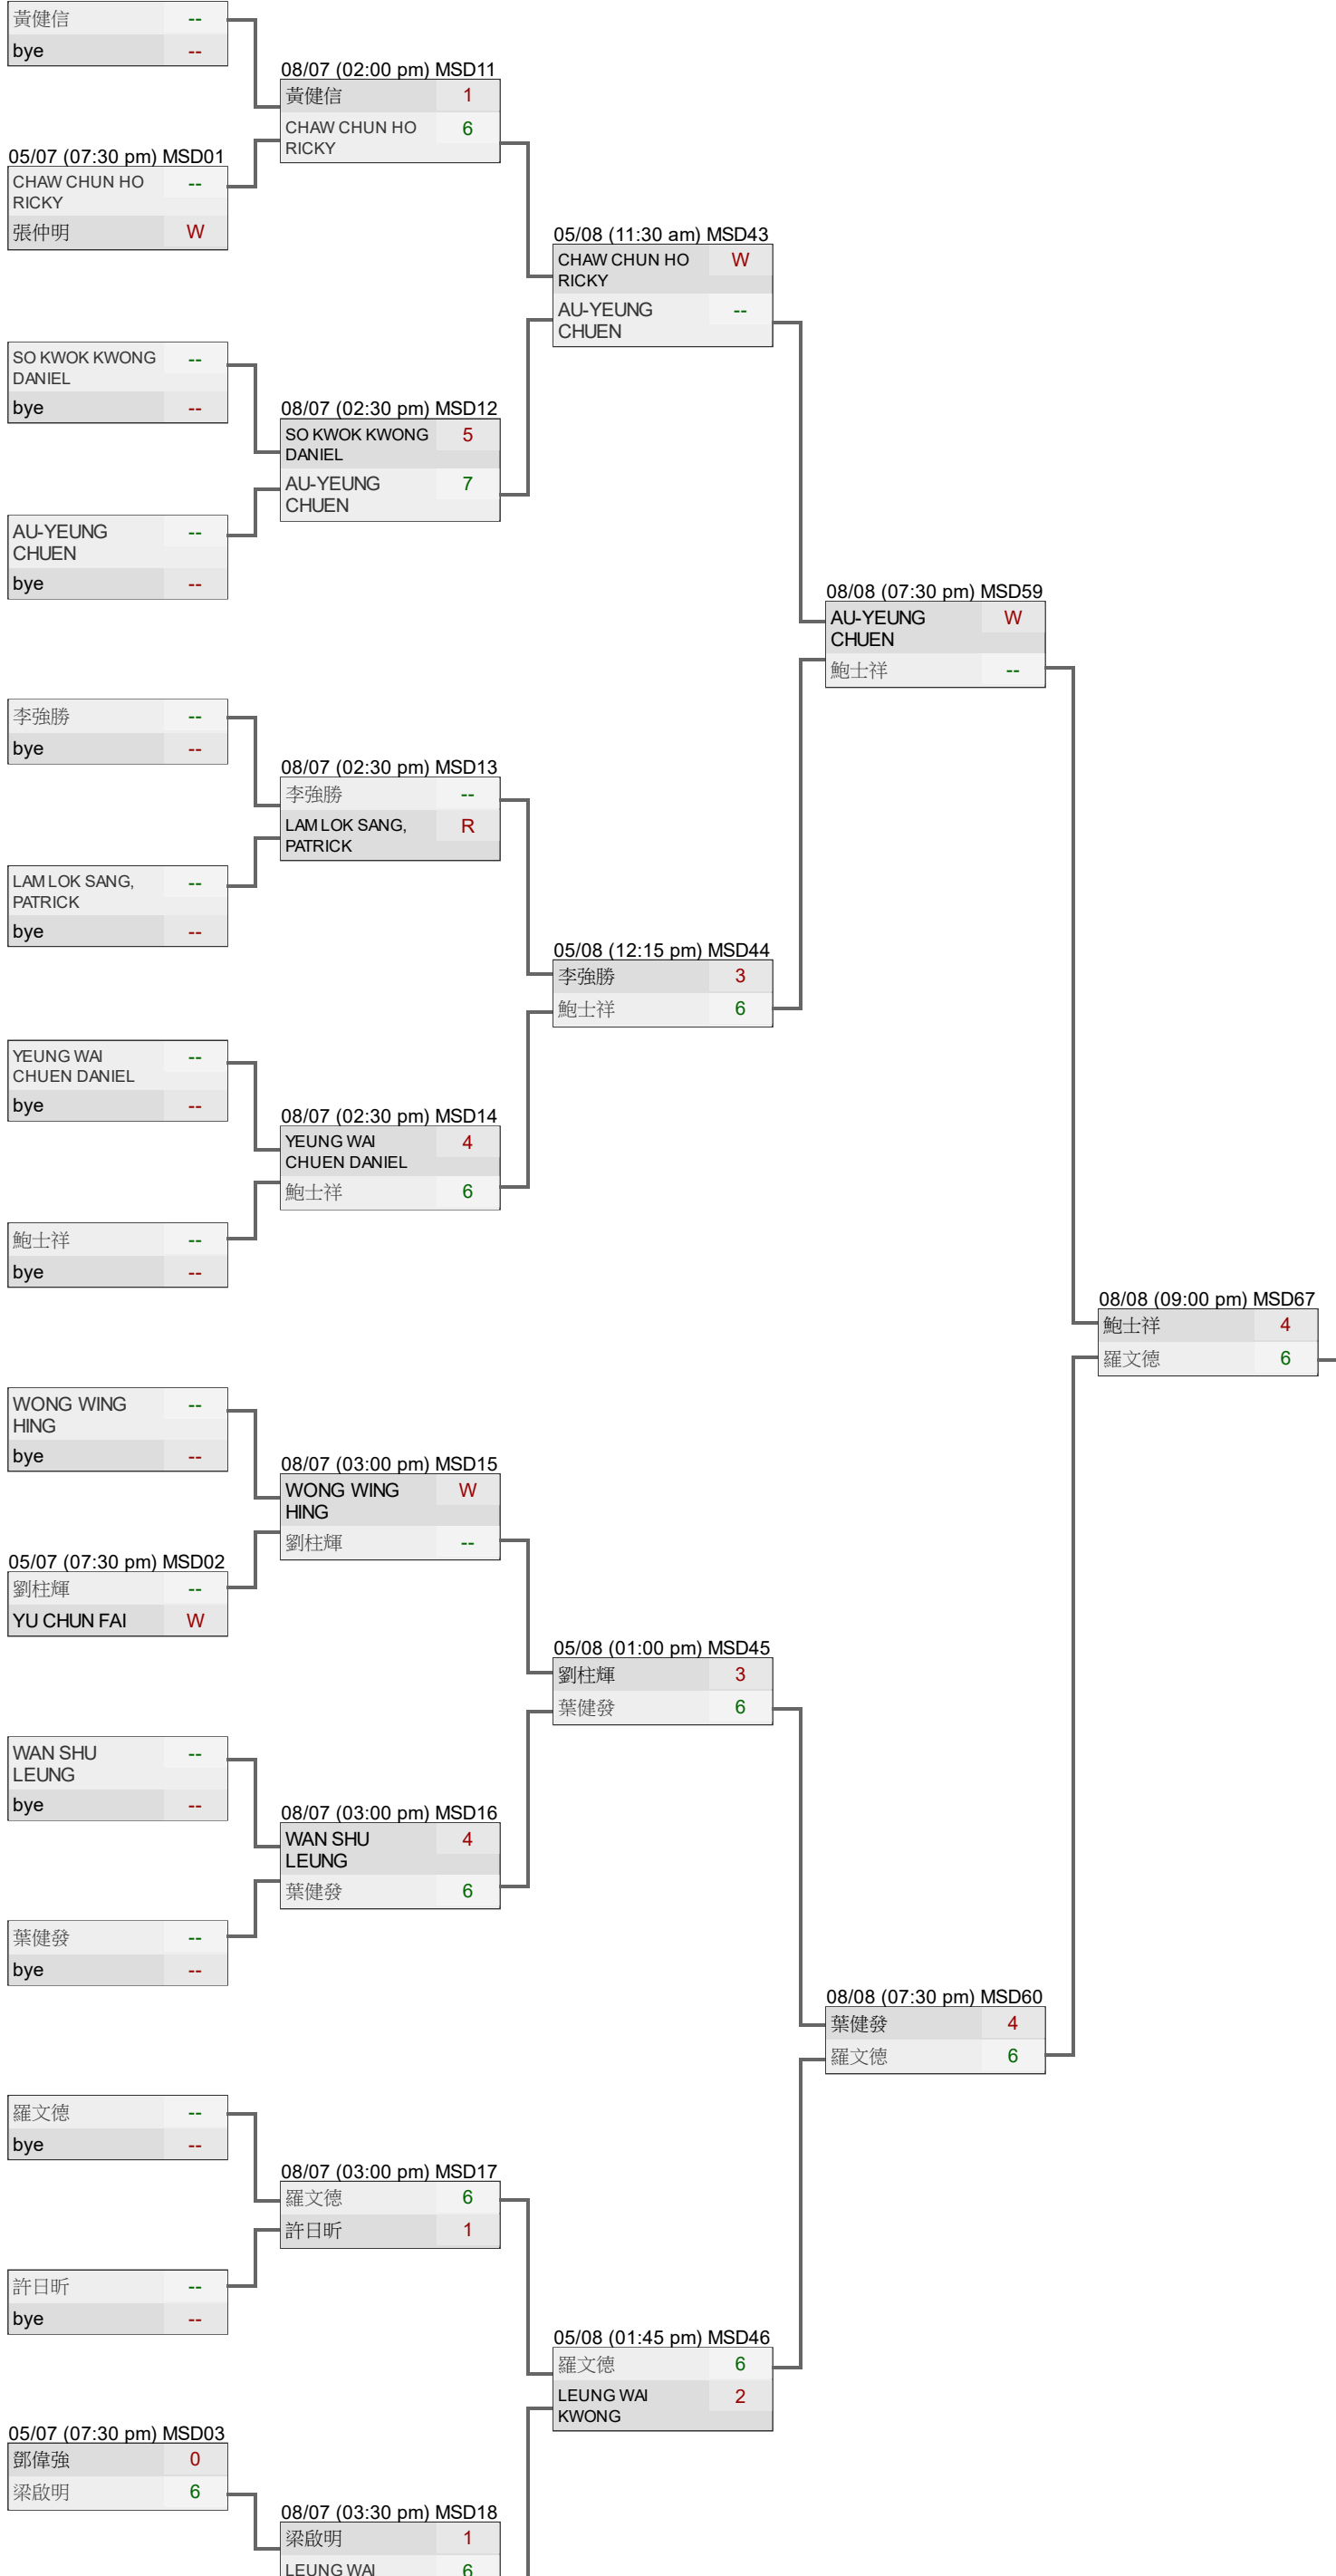 黃健信 --
bye --
08/07 (02:00 pm) MSD11
黃健信 1
CHAW CHUN HO 6
RICKY
05/07 (07:30 pm) MSD01
CHAW CHUN HO --
RICKY
張仲明 W
05/08 (11:30 am) MSD43
CHAW CHUN HO W
RICKY
AU-YEUNG --
CHUEN
SO KWOK KWONG --
DANIEL
bye --
08/07 (02:30 pm) MSD12
SO KWOK KWONG 5
DANIEL
AU-YEUNG 7
CHUEN
AU-YEUNG --
CHUEN
bye --
08/08 (07:30 pm) MSD59
AU-YEUNG W
CHUEN
鮑士祥 --
李強勝 --
bye --
08/07 (02:30 pm) MSD13
李強勝 --
LAM LOK SANG, R
PATRICK
LAM LOK SANG, --
PATRICK
bye --
05/08 (12:15 pm) MSD44
李強勝 3
鮑士祥 6
YEUNG WAI --
CHUEN DANIEL
bye --
08/07 (02:30 pm) MSD14
YEUNG WAI 4
CHUEN DANIEL
鮑士祥 6
鮑士祥 --
bye --
08/08 (09:00 pm) MSD67
鮑士祥 4
羅文德 6
WONG WING --
HING
bye --
08/07 (03:00 pm) MSD15
WONG WING W
HING
劉柱輝 --
05/07 (07:30 pm) MSD02
劉柱輝 --
YU CHUN FAI W
05/08 (01:00 pm) MSD45
劉柱輝 3
葉健發 6
WAN SHU --
LEUNG
bye --
08/07 (03:00 pm) MSD16
WAN SHU 4
LEUNG
葉健發 6
葉健發 --
bye --
08/08 (07:30 pm) MSD60
葉健發 4
羅文德 6
羅文德 --
bye --
08/07 (03:00 pm) MSD17
羅文德 6
許日昕 1
許日昕 --
bye --
05/08 (01:45 pm) MSD46
羅文德 6
LEUNG WAI 2
KWONG
05/07 (07:30 pm) MSD03
鄧偉強 0
梁啟明 6
08/07 (03:30 pm) MSD18
梁啟明 1
LEUNG WAI 6